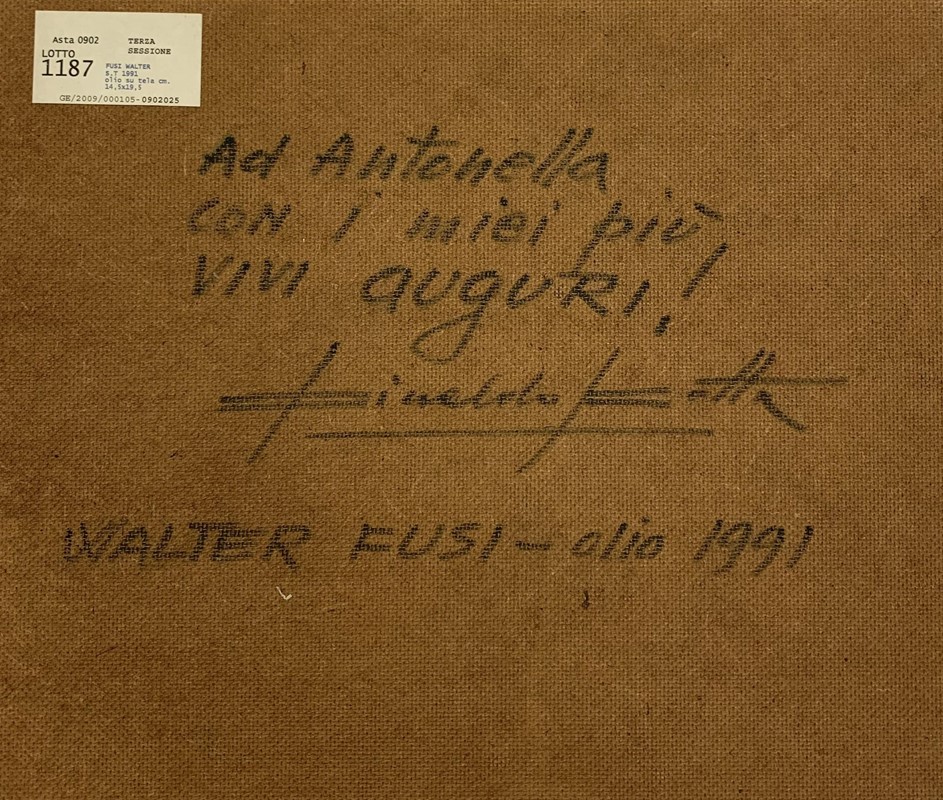 Asta 0902 TERZA SESSIONE
LOTTO
1187
FUSI WALTER
S.T 1991
olio su tela cm.
14,5x19,5
GE/2009/000105-0902025
Ad Antonella
CON i miei più
VIVI auguRi!
Rinaldo
WALTER FUSI - olio 1991